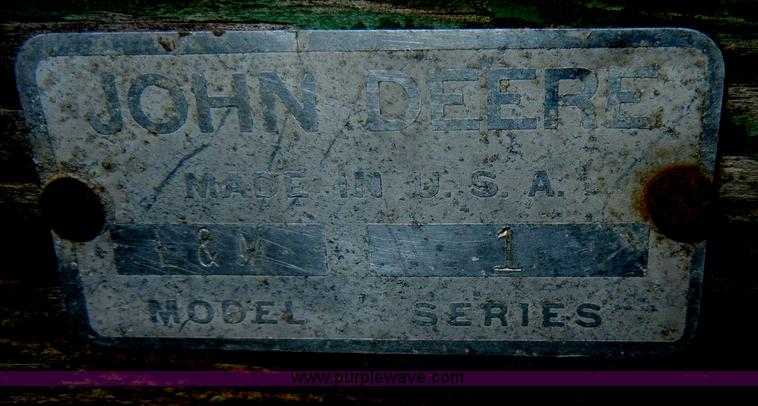 JOHN DEERE
MADE IN U.S.A.
L & M 1
MODEL SERIES
www.purplewave.com